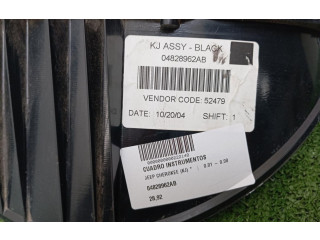 KJ ASSY - BLACK
04828962AB
VENDOR CODE: 52479
DATE: 10/20/04 SHIFT: 1
CUADRO INSTRUMENTOS
JEEP CHEROKEE (KJ) *
04828962AB